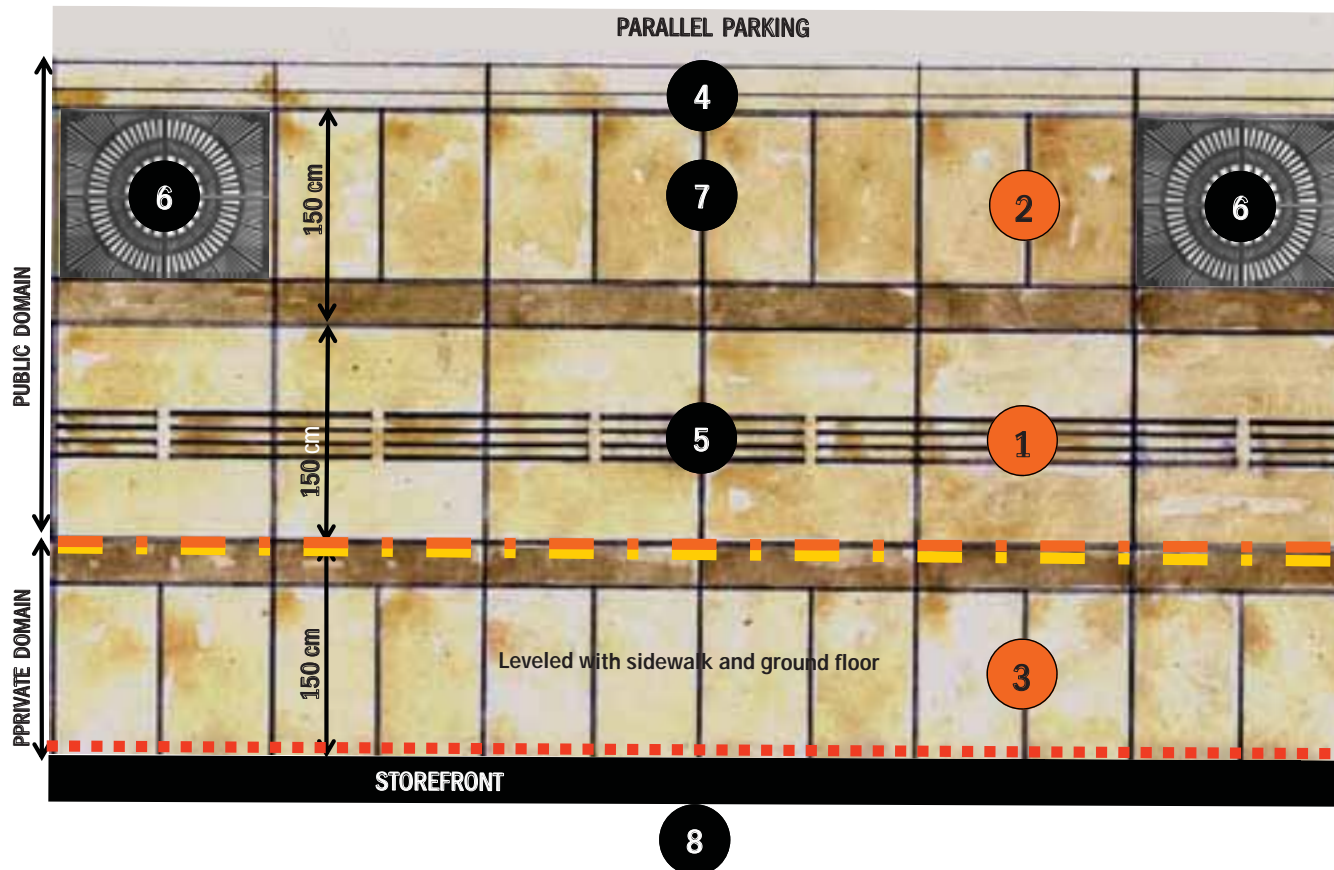 PARALLEL PARKING
4
6
7
2
6
150 cm
PUBLIC DOMAIN
5
1
150 cm
PPRIVATE DOMAIN
150 cm
Leveled with sidewalk and ground floor
3
STOREFRONT
8